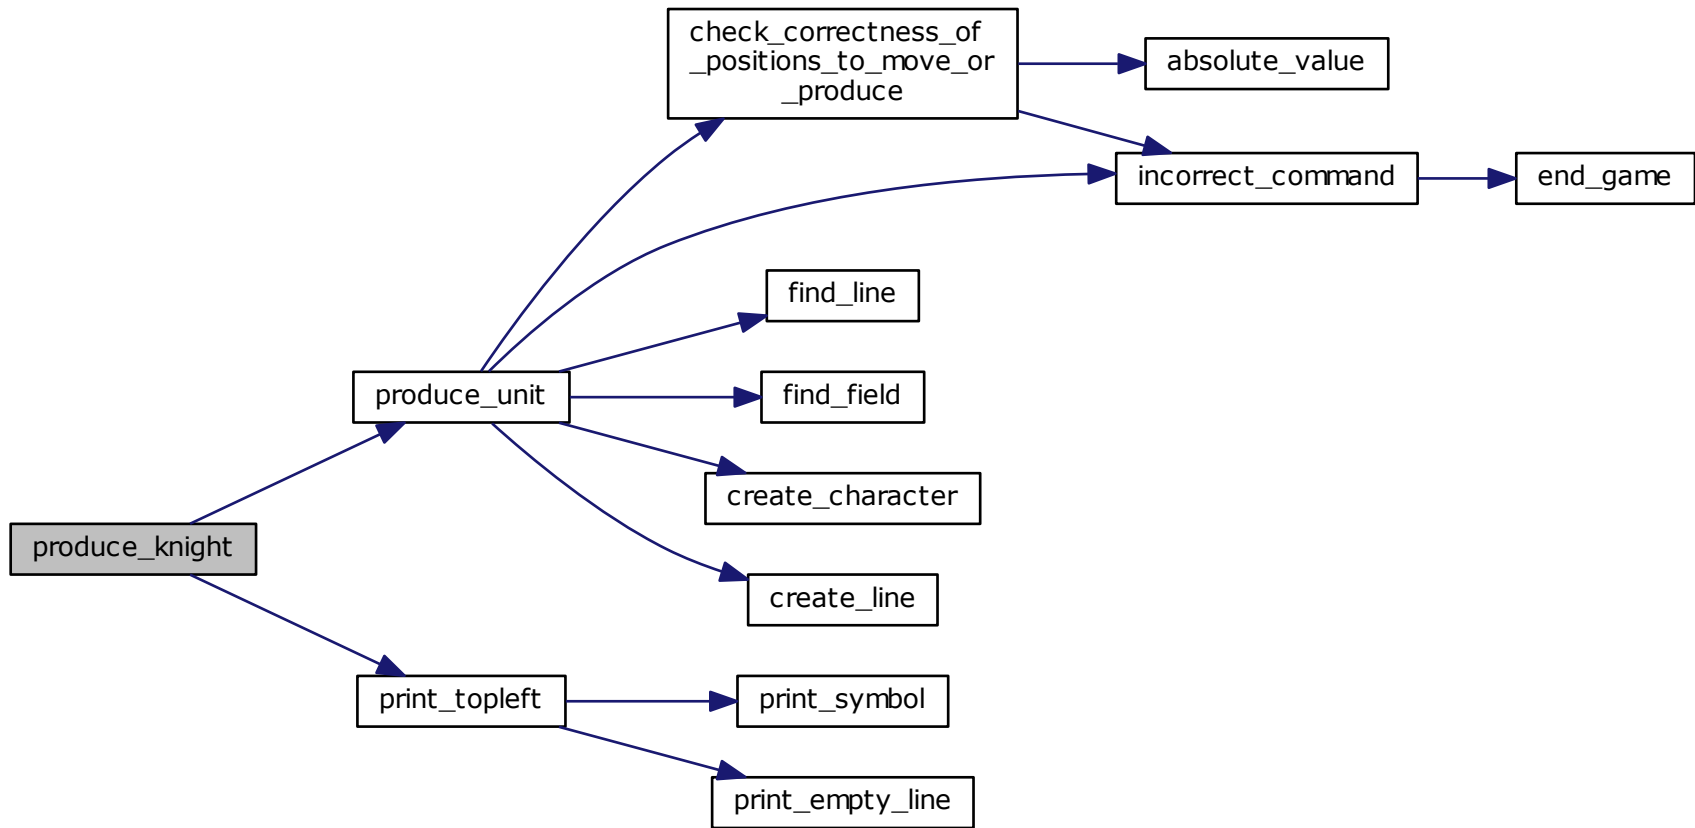 check_correctness_of
_positions_to_move_or
_produce
absolute_value
incorrect_command
end_game
find_line
produce_unit
find_field
create_character
produce_knight
create_line
print_topleft
print_symbol
print_empty_line